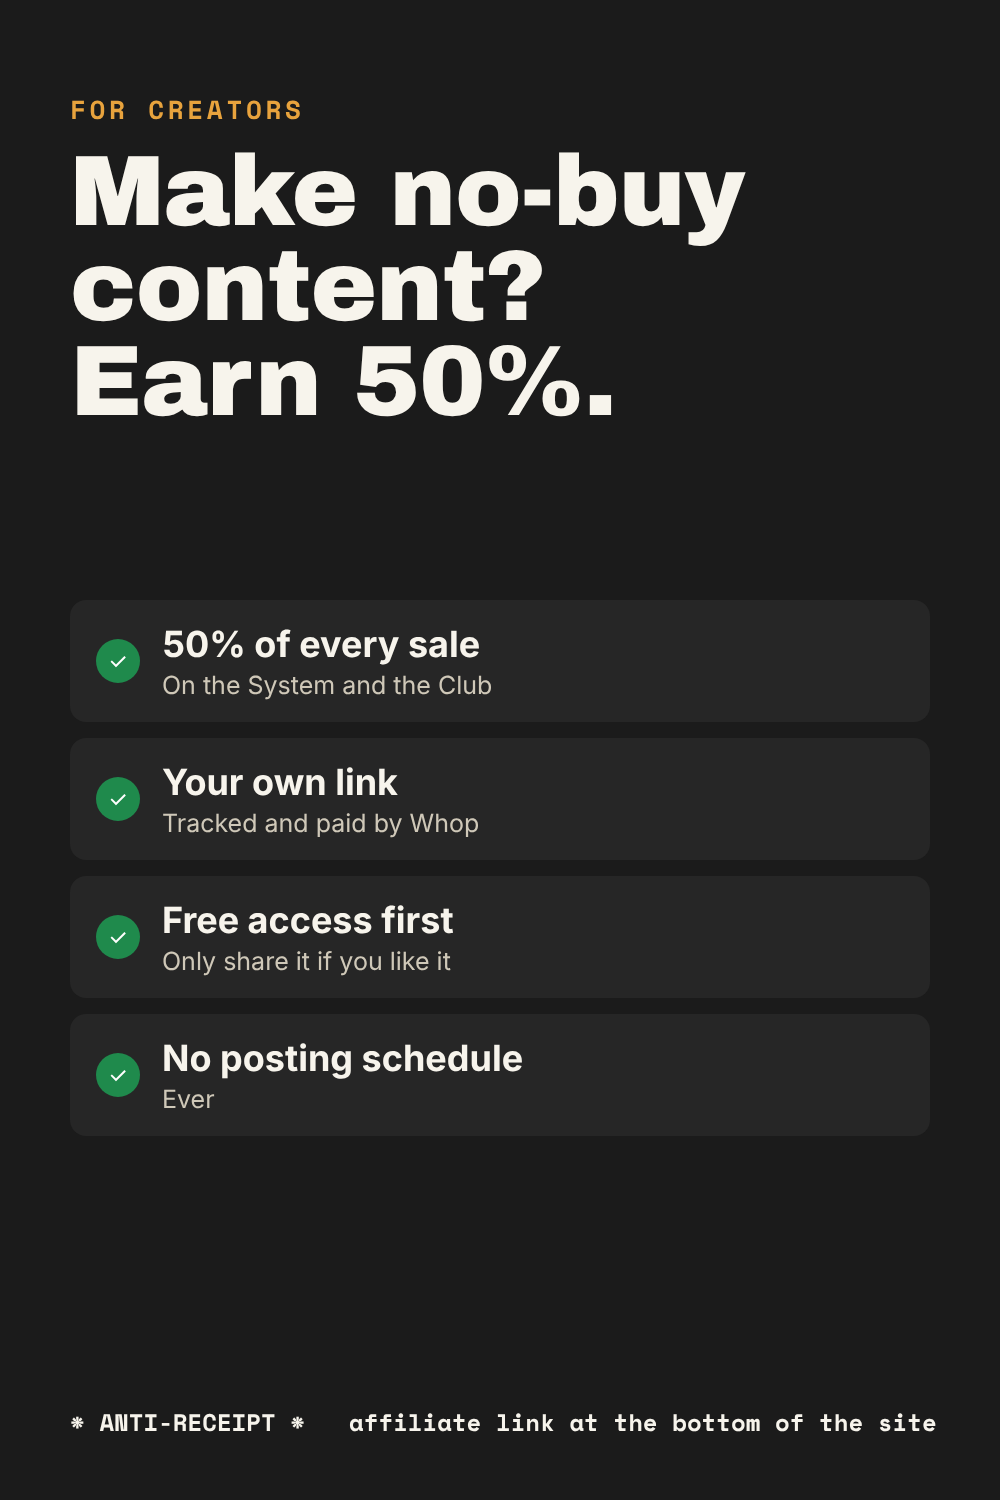 FOR CREATORS
Make no-buy
content?
Earn 50%.
50% of every sale
On the System and the Club
Your own link
Tracked and paid by Whop
Free access first
Only share it if you like it
No posting schedule
Ever
* ANTI-RECEIPT * affiliate link at the bottom of the site